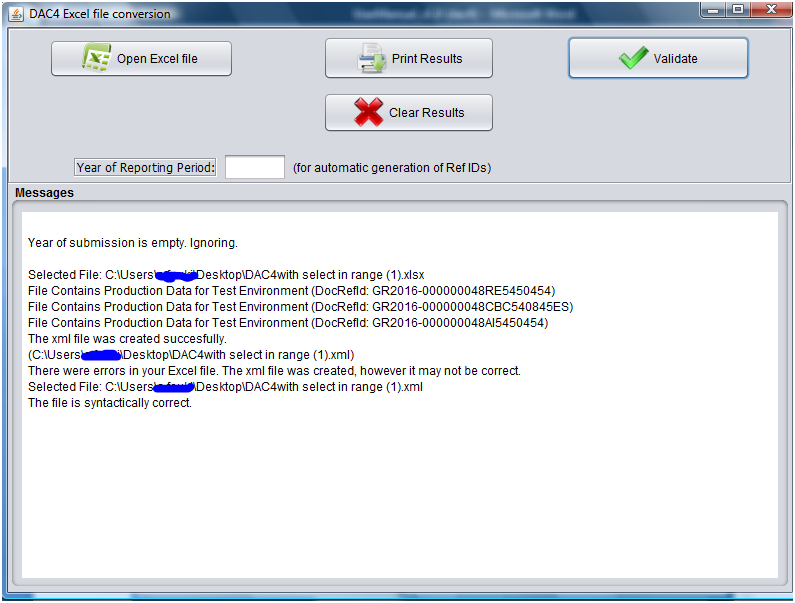 DAC4 Excel file conversion
Open Excel file
Print Results
Validate
Clear Results
Year of Reporting Period:
(for automatic generation of Ref IDs)
Messages
Year of submission is empty. Ignoring.
Selected File: C:\Users\Desktop\DAC4with select in range (1).xlsx
File Contains Production Data for Test Environment (DocRefId: GR2016-000000048RE5450454)
File Contains Production Data for Test Environment (DocRefId: GR2016-000000048CBC540845ES)
File Contains Production Data for Test Environment (DocRefId: GR2016-000000048AI5450454)
The xml file was created succesfully.
(C:\Users\\Desktop\DAC4with select in range (1).xml)
There were errors in your Excel file. The xml file was created, however it may not be correct.
Selected File: C:\Users\\Desktop\DAC4with select in range (1).xml
The file is syntactically correct.